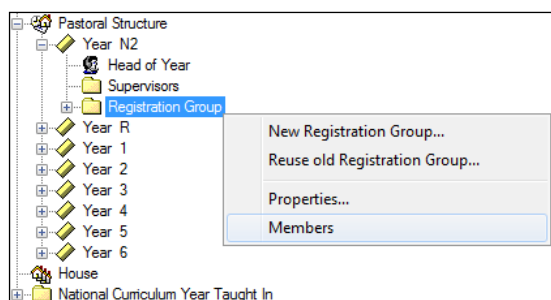 Pastoral Structure
Year N2
Head of Year
Supervisors
Registration Group
Year R
Year 1
Year 2
Year 3
Year 4
Year 5
Year 6
House
National Curriculum Year Taught In
New Registration Group...
Reuse old Registration Group...
Properties...
Members